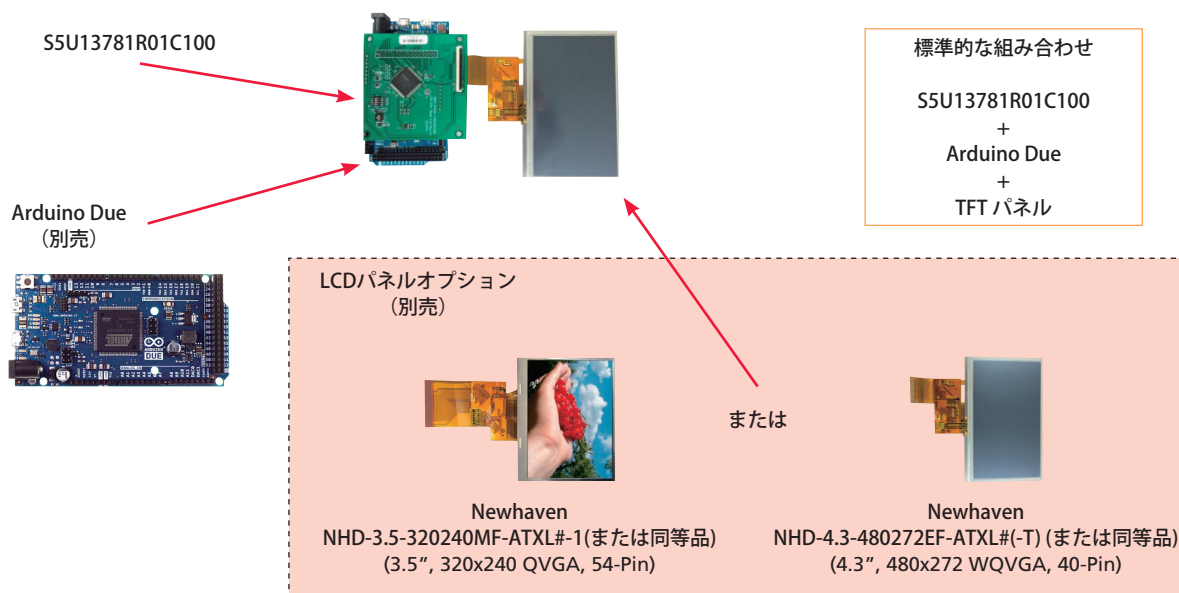 S5U13781R01C100
標準的な組み合わせ
S5U13781R01C100
+
Arduino Due
+
TFT パネル
Arduino Due
（別売）
LCDパネルオプション
（別売）
または
Newhaven
NHD-3.5-320240MF-ATXL#-1(または同等品)
(3.5”, 320x240 QVGA, 54-Pin)
Newhaven
NHD-4.3-480272EF-ATXL#(-T) (または同等品)
(4.3”, 480x272 WQVGA, 40-Pin)
ARDUINO
DUE